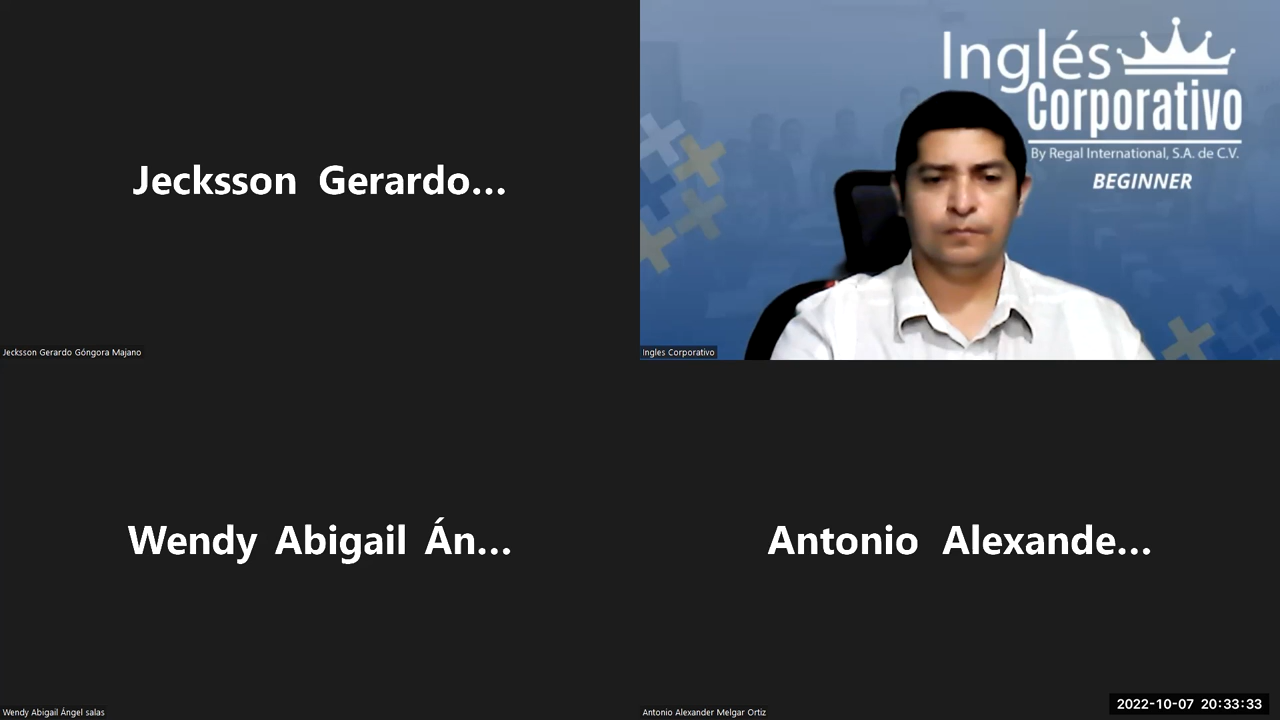 Jecksson Gerardo...
Jecksson Gerardo Góngora Majano
Inglés
Corporativo
By Regal International, S.A. de C.V.
BEGINNER
Ingles Corporativo
Wendy Abigail Án...
Wendy Abigail Ángel salas
Antonio Alexande...
Antonio Alexander Melgar Ortiz
2022-10-07 20:33:33